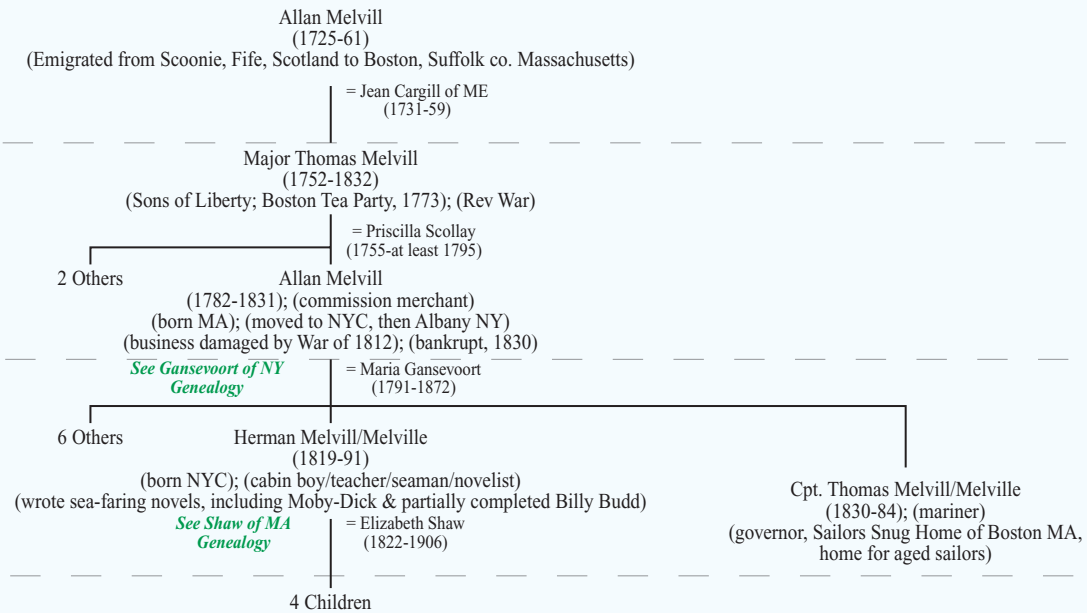 Allan Melvill
(1725-61)
(Emigrated from Scoonie, Fife, Scotland to Boston, Suffolk co. Massachusetts)
= Jean Cargill of ME
(1731-59)
Major Thomas Melvill
(1752-1832)
(Sons of Liberty; Boston Tea Party, 1773); (Rev War)
= Priscilla Scollay
(1755-at least 1795)
2 Others
Allan Melvill
(1782-1831); (commission merchant)
(born MA); (moved to NYC, then Albany NY)
(business damaged by War of 1812); (bankrupt, 1830)
See Gansevoort of NY
Genealogy
= Maria Gansevoort
(1791-1872)
6 Others
Herman Melvill/Melville
(1819-91)
(born NYC); (cabin boy/teacher/seaman/novelist)
(wrote sea-faring novels, including Moby-Dick & partially completed Billy Budd)
Cpt. Thomas Melvill/Melville
(1830-84); (mariner)
(governor, Sailors Snug Home of Boston MA,
home for aged sailors)
See Shaw of MA
Genealogy
= Elizabeth Shaw
(1822-1906)
4 Children